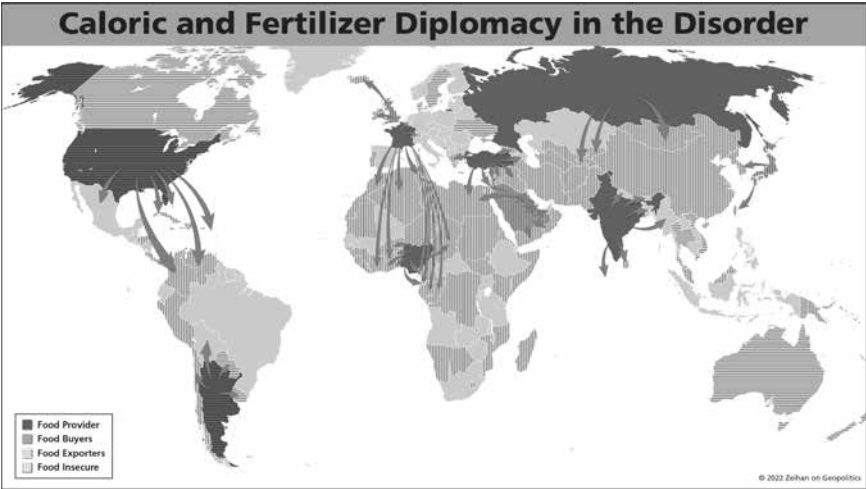 Caloric and Fertilizer Diplomacy in the Disorder
Food Provider
Food Buyers
Food Exporters
Food Insecure
© 2022 Zeihan on Geopolitics